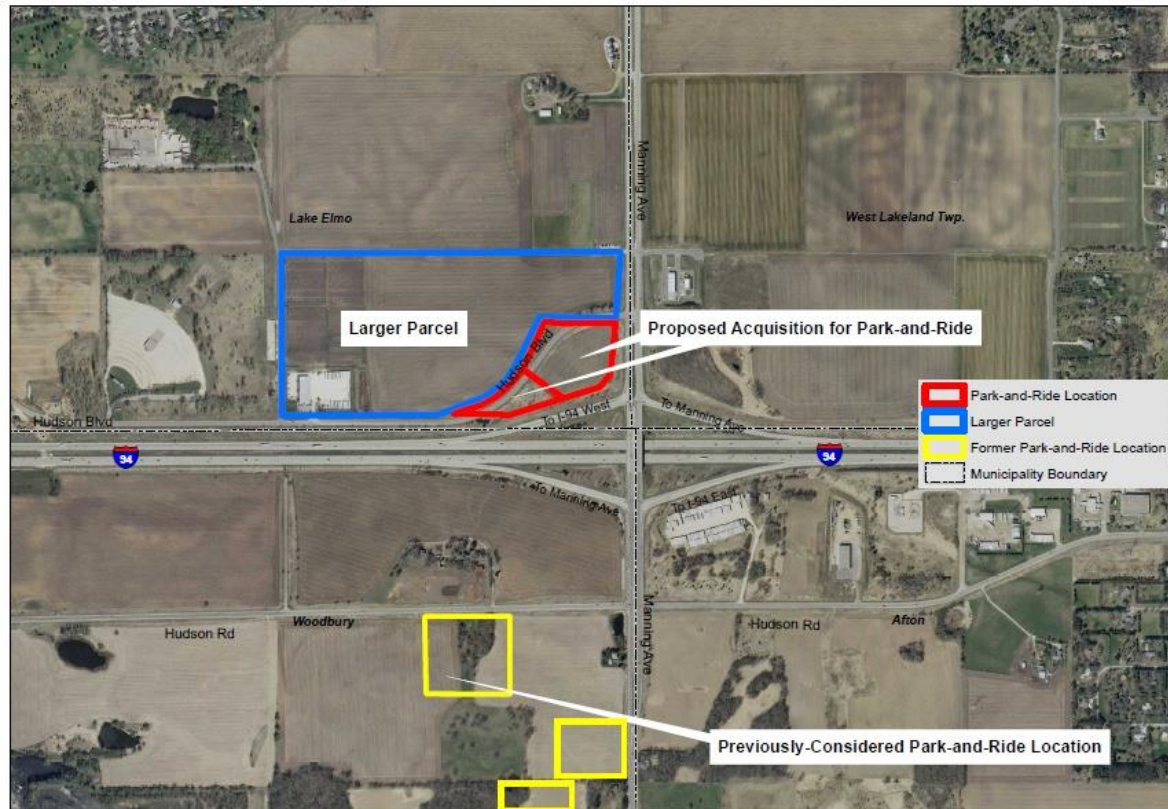 Manning Ave
Lake Elmo
West Lakeland Twp.
Larger Parcel
Proposed Acquisition for Park-and-Ride
Hudson Blvd
To I-94 West
To Manning Ave
Hudson Blvd
94
94
Park-and-Ride Location
Larger Parcel
Former Park-and-Ride Location
Municipality Boundary
To Manning Ave
To I-94 East
Hudson Rd
Woodbury
Manning Ave
Hudson Rd
Afton
Previously-Considered Park-and-Ride Location